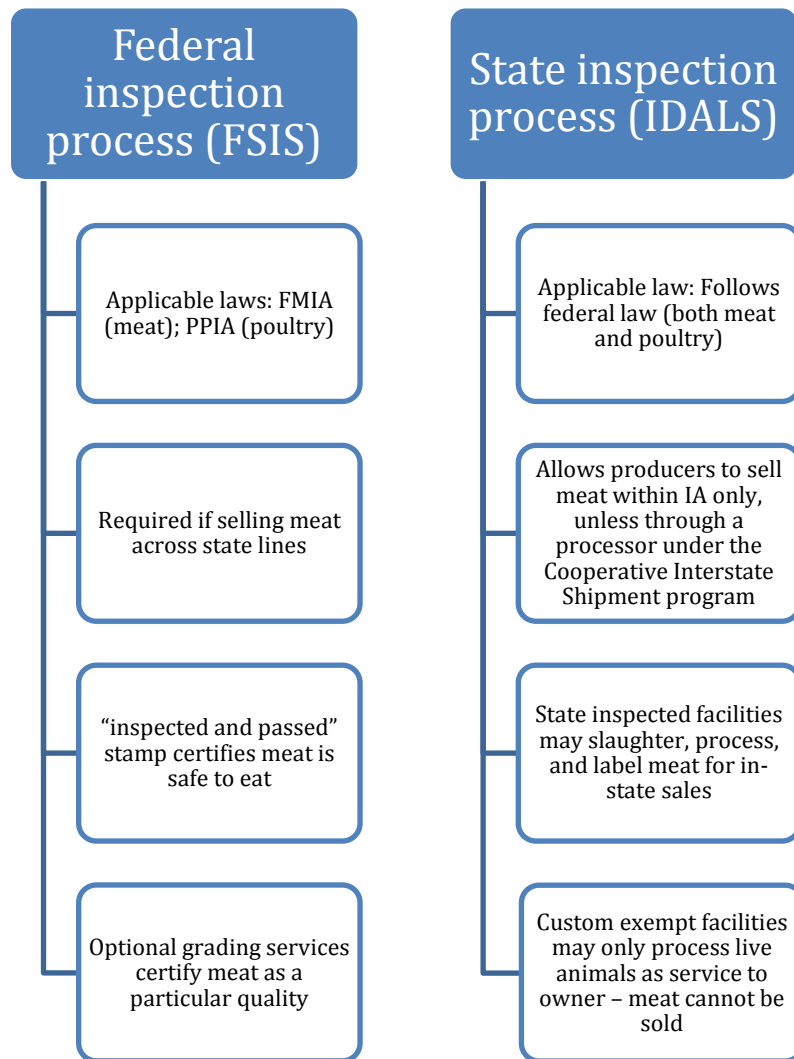 Federal
inspection
process (FSIS)
Applicable laws: FMIA
(meat); PPIA (poultry)
Required if selling meat
across state lines
“inspected and passed”
stamp certifies meat is
safe to eat
Optional grading services
certify meat as a
particular quality
State inspection
process (IDALS)
Applicable law: Follows
federal law (both meat
and poultry)
Allows producers to sell
meat within IA only,
unless through a
processor under the
Cooperative Interstate
Shipment program
State inspected facilities
may slaughter, process,
and label meat for in-
state sales
Custom exempt facilities
may only process live
animals as service to
owner – meat cannot be
sold